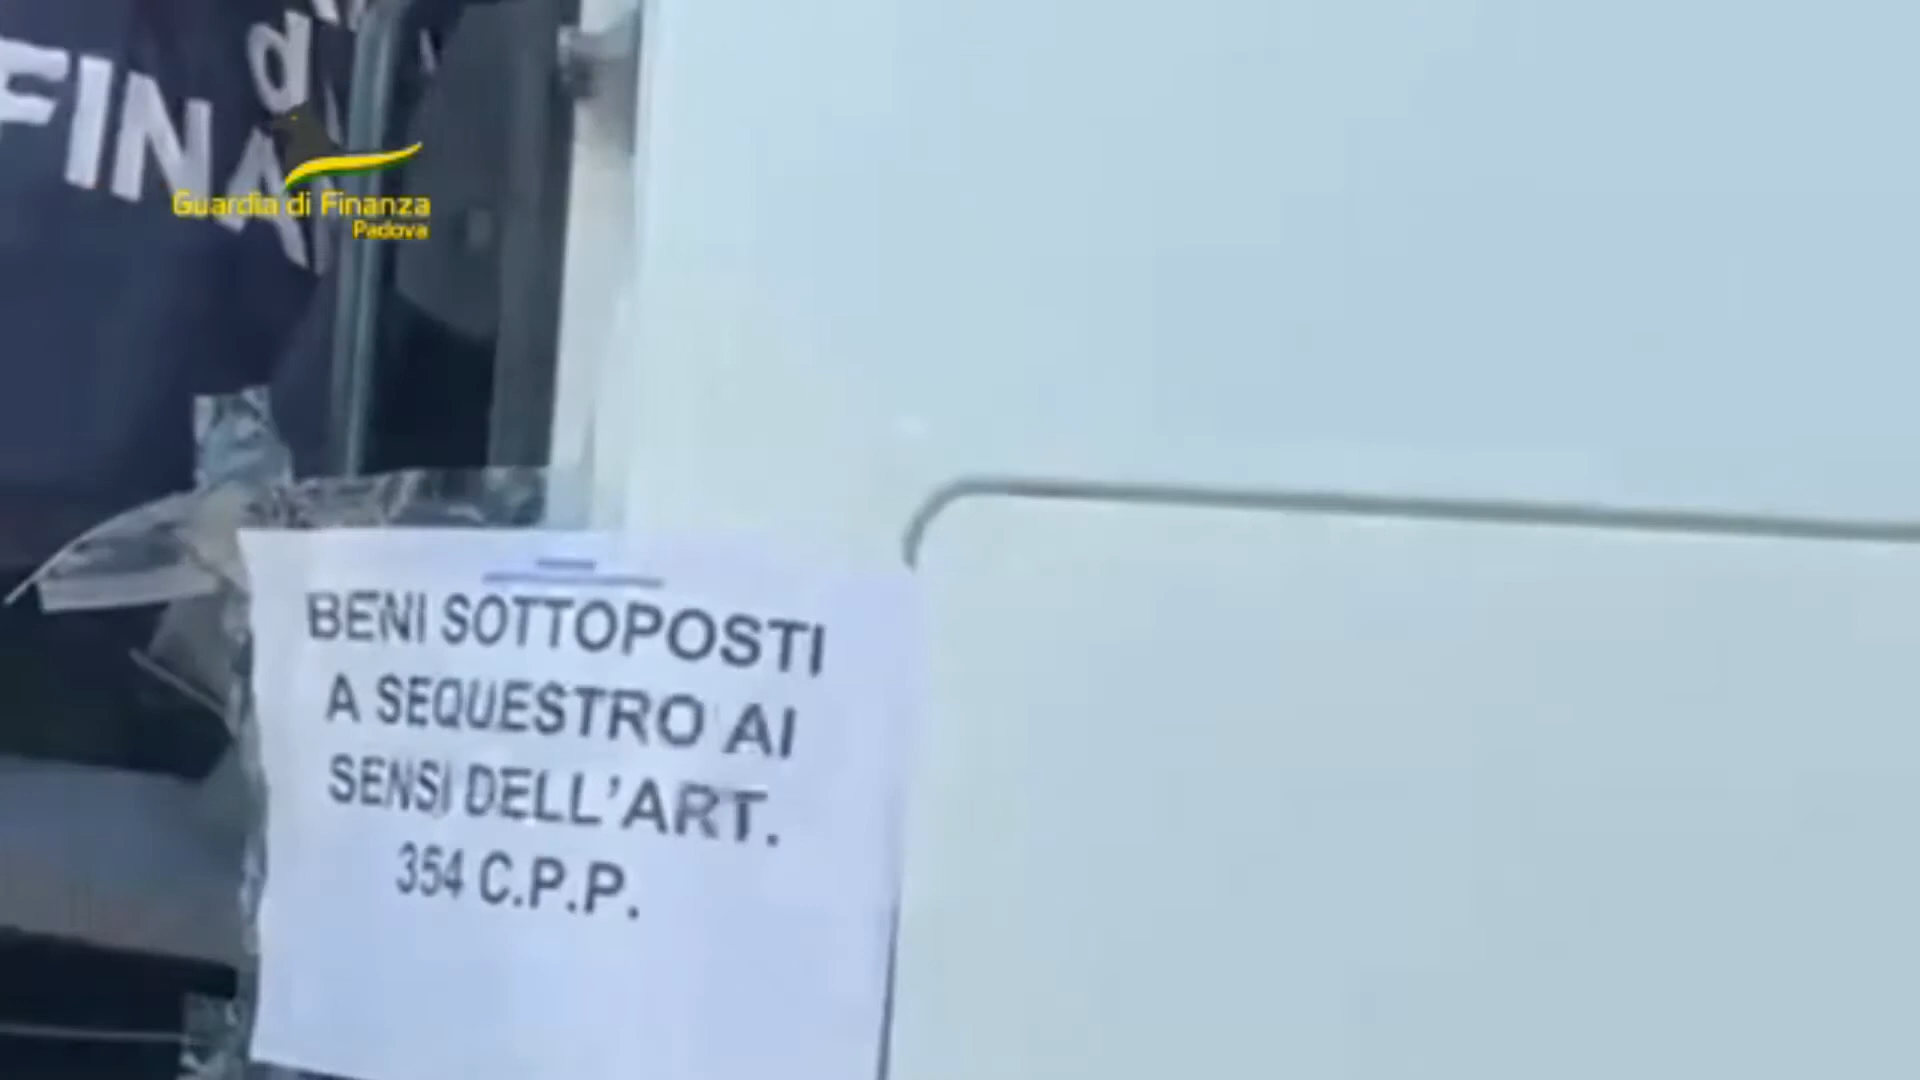 d
FINA
Guardia di Finanza
Padova
BENI SOTTOPOSTI
A SEQUESTRO AI
SENSI DELL'ART.
354 C.P.P.